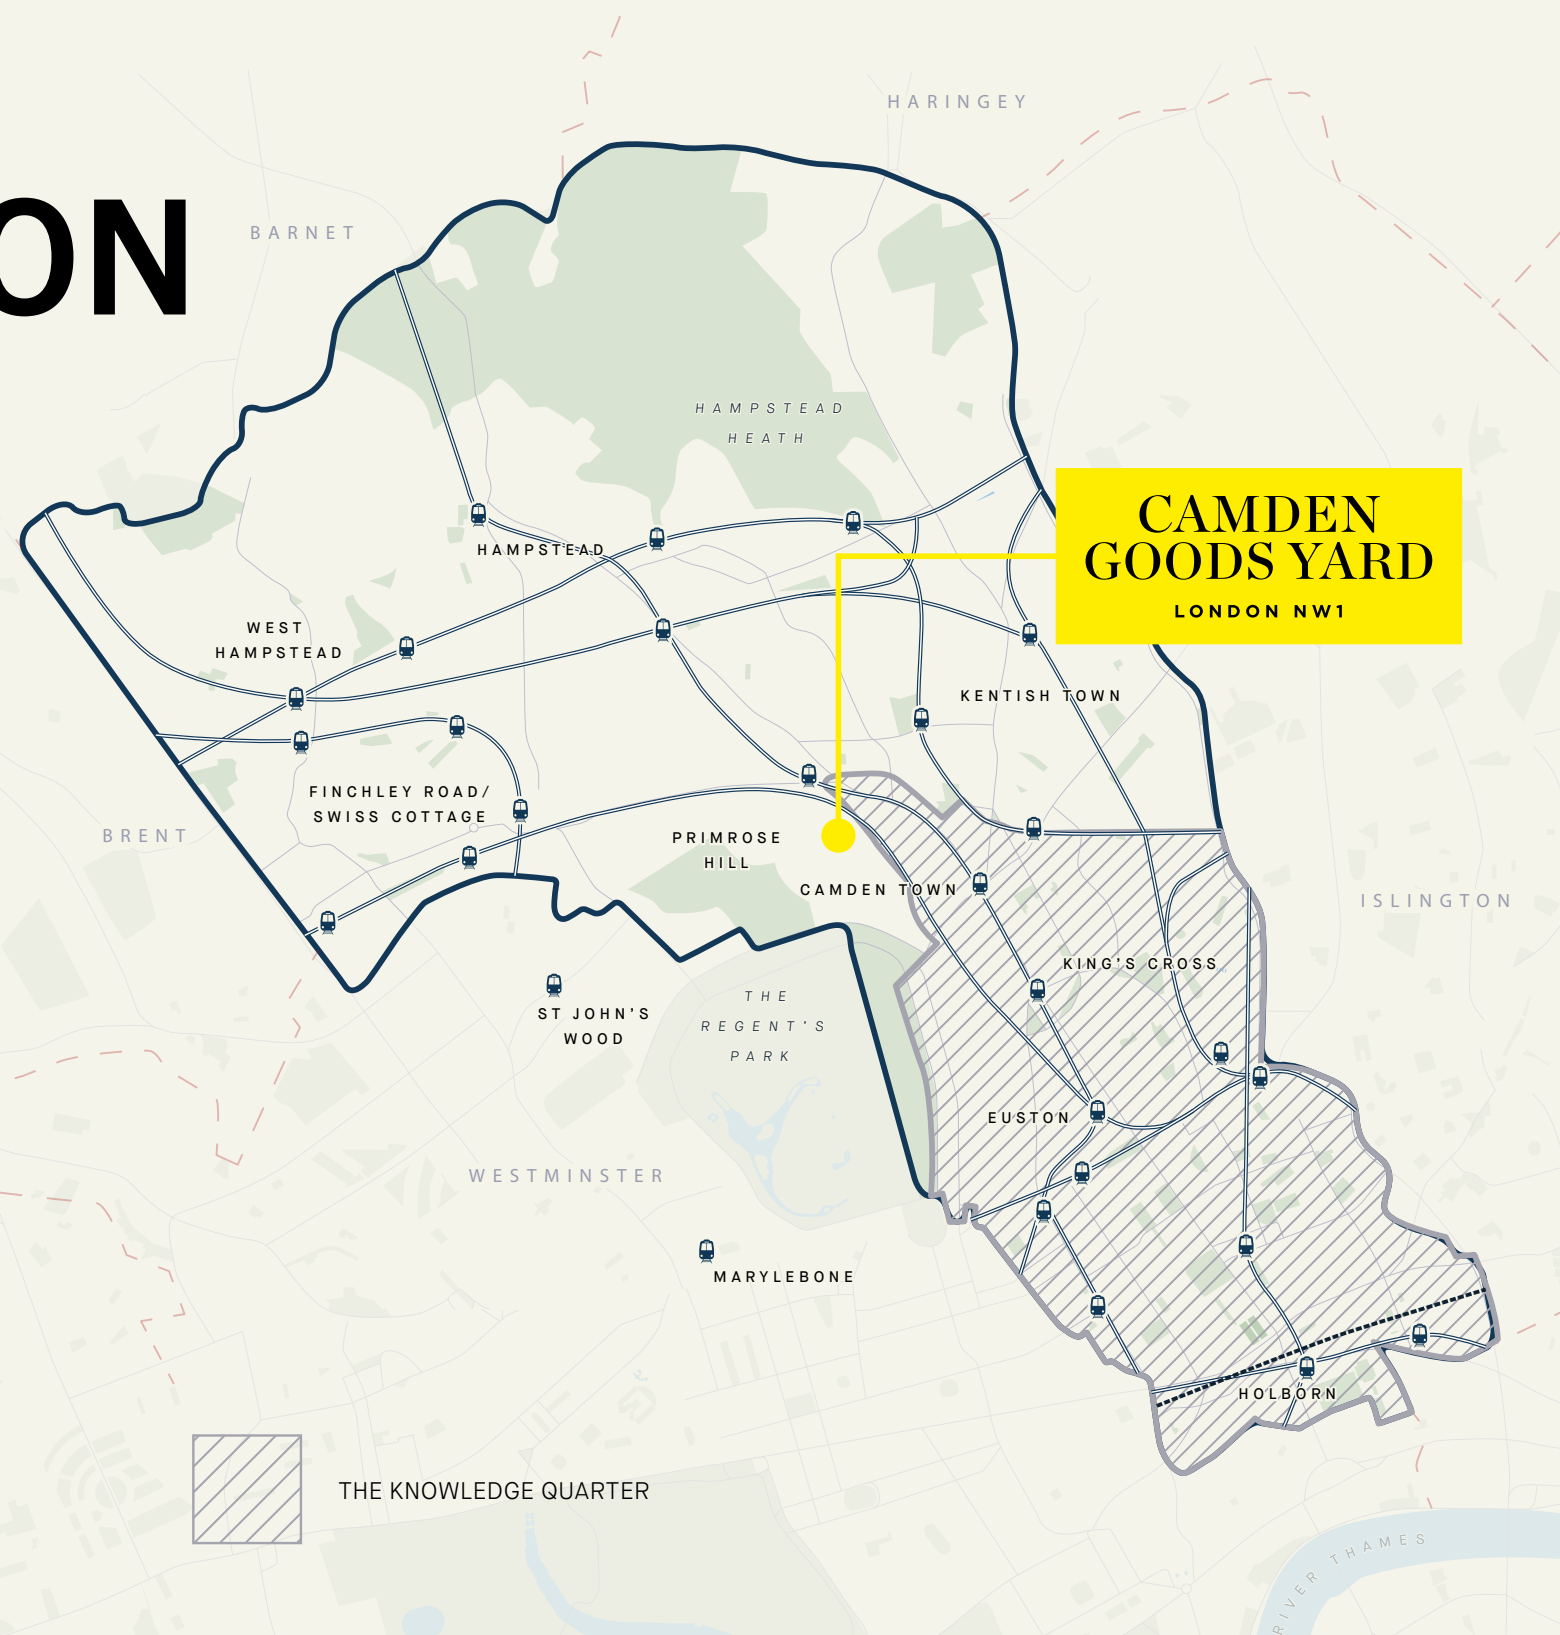 HARINGEY
ON
BARNET
HAMPSTEAD
HEATH
CAMDEN
GOODS YARD
LONDON NW1
HAMPSTEAD
WEST
HAMPSTEAD
KENTISH TOWN
FINCHLEY ROAD/
SWISS COTTAGE
BRENT
PRIMROSE
HILL
CAMDEN TOWN
ISLINGTON
KING'S CROSS
THE
REGENT'S
PARK
ST JOHN'S
WOOD
EUSTON
WESTMINSTER
MARYLEBONE
HOLBORN
THE KNOWLEDGE QUARTER
RIVER THAMES